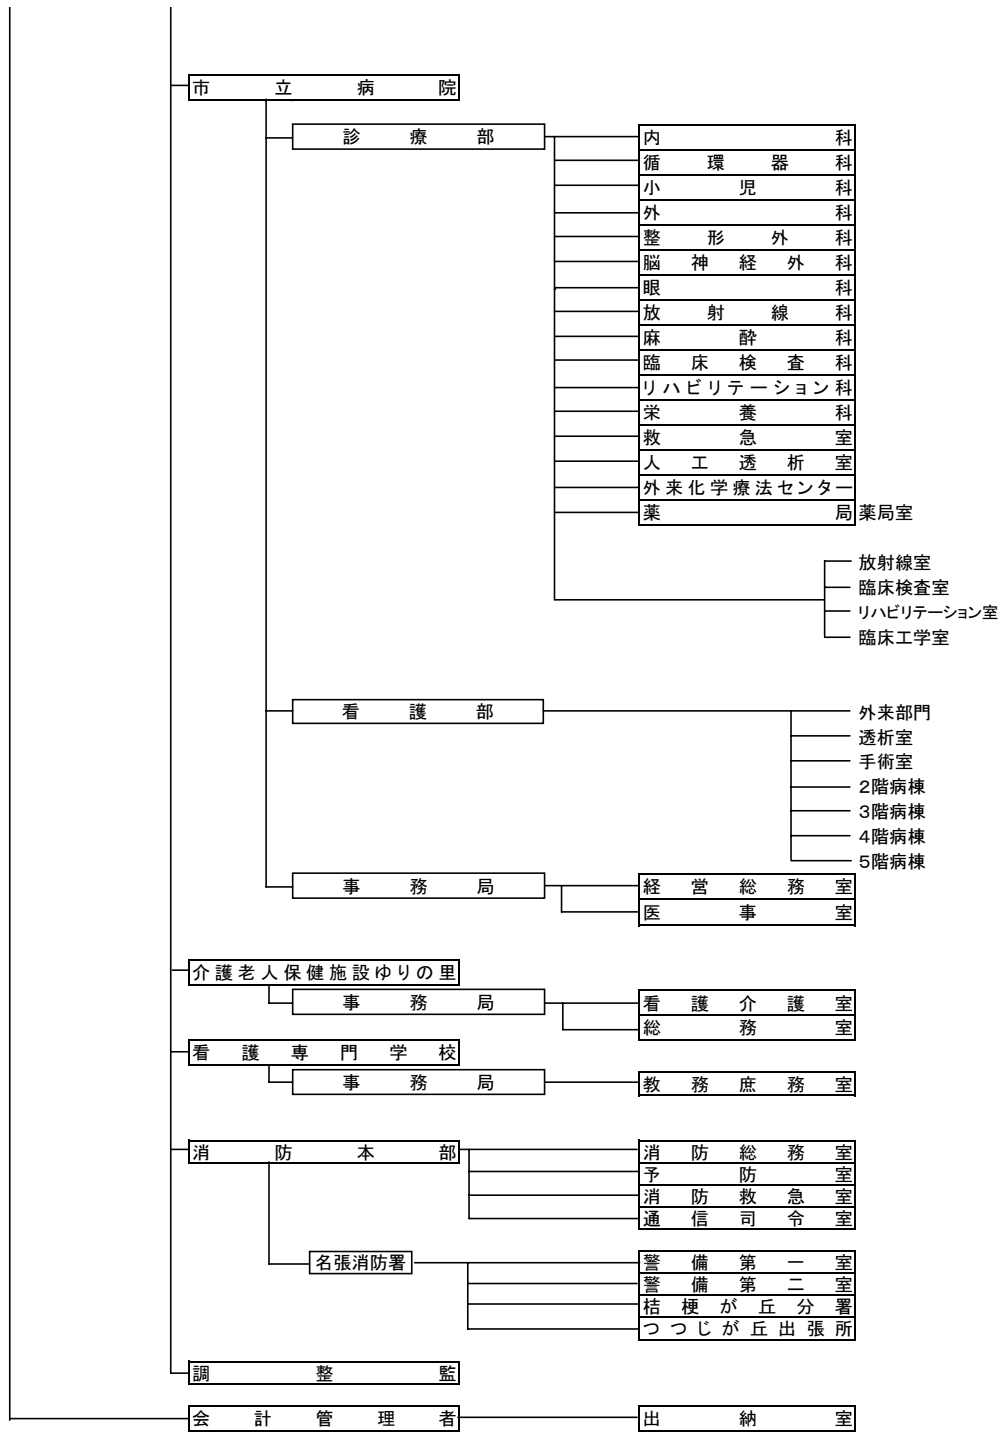 市立病院
診療部
内科
循環器科
小児科
外科
整形外科
脳神経外科
眼科
放射線科
麻酔科
臨床検査科
リハビリテーション科
栄養科
救急室
人工透析室
外来化学療法センター
薬局 薬局室
放射線室
臨床検査室
リハビリテーション室
臨床工学室
看護部
外来部門
透析室
手術室
2階病棟
3階病棟
4階病棟
5階病棟
事務局
経営総務室
医事室
介護老人保健施設ゆりの里
事務局
看護介護室
総務室
看護専門学校
事務局
教務庶務室
消防本部
消防総務室
予防室
消防救急室
通信司令室
名張消防署
警備第一室
警備第二室
桔梗が丘分署
つつじが丘出張所
調整監
会計管理者
出納室